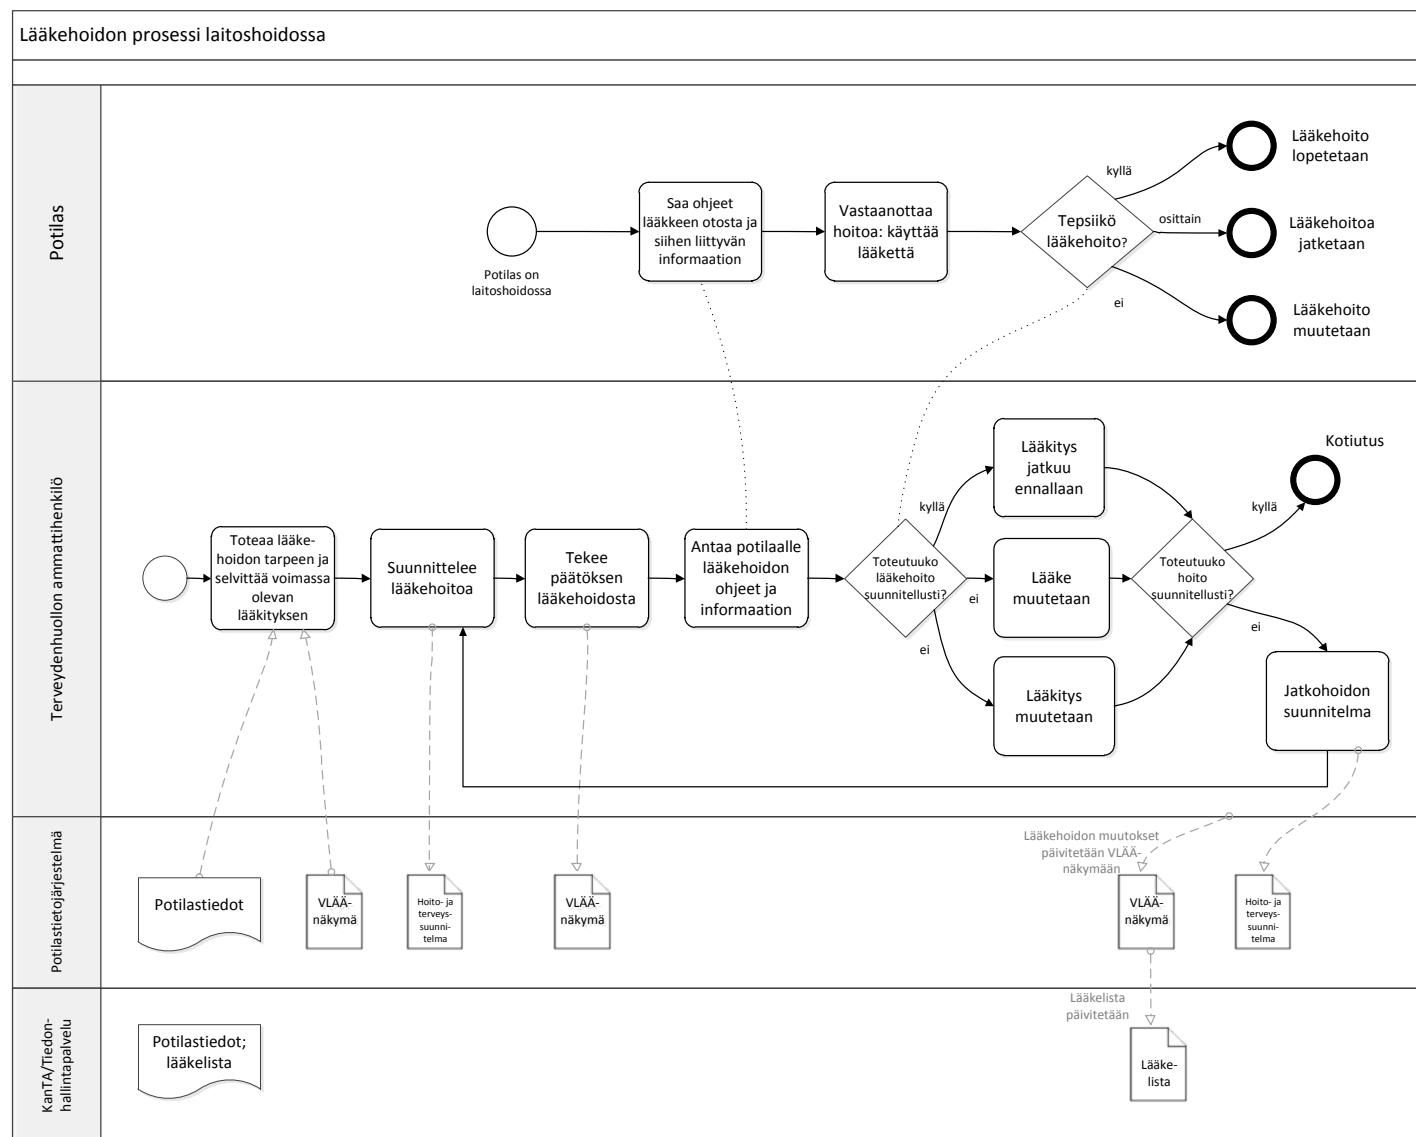 Lääkehoidon prosessi laitoshoidossa
Potilas
Potilas on
laitoshoidossa
Saa ohjeet
lääkkeen otosta ja
siihen liittyvän
informaation
Vastaanottaa
hoitoa: käyttää
lääkettä
Tepsiikö
lääkehoito?
kyllä
osittain
ei
Lääkehoito
lopetetaan
Lääkehoitoa
jatketaan
Lääkehoito
muutetaan
Terveydenhuollon ammattihenkilö
Toteaa lääke-
hoidon tarpeen ja
selvittää voimassa
olevan
lääkityksen
Suunnittelee
lääkehoitoa
Tekee
päätöksen
lääkehoidosta
Antaa potilaalle
lääkehoidon
ohjeet ja
informaation
Toteutuuko
lääkehoito
suunnitellusti?
kyllä
ei
ei
Lääkitys
jatkuu
ennallaan
Lääke
muutetaan
Lääkitys
muutetaan
Toteutuuko
hoito
suunnitellusti?
kyllä
ei
Kotiutus
Jatkohoidon
suunnitelma
Potilastietojärjestelmä
Potilastiedot
VLÄÄ-
näkymä
Hoito- ja
terveys-
suunni-
telma
VLÄÄ-
näkymä
Lääkehoidon muutokset
päivitetään VLÄÄ-
näkymään
VLÄÄ-
näkymä
Hoito- ja
terveys-
suunni-
telma
KanTA/Tiedon-
hallintapalvelu
Potilastiedot;
lääkelista
Lääkelista
päivitetään
Lääke-
lista